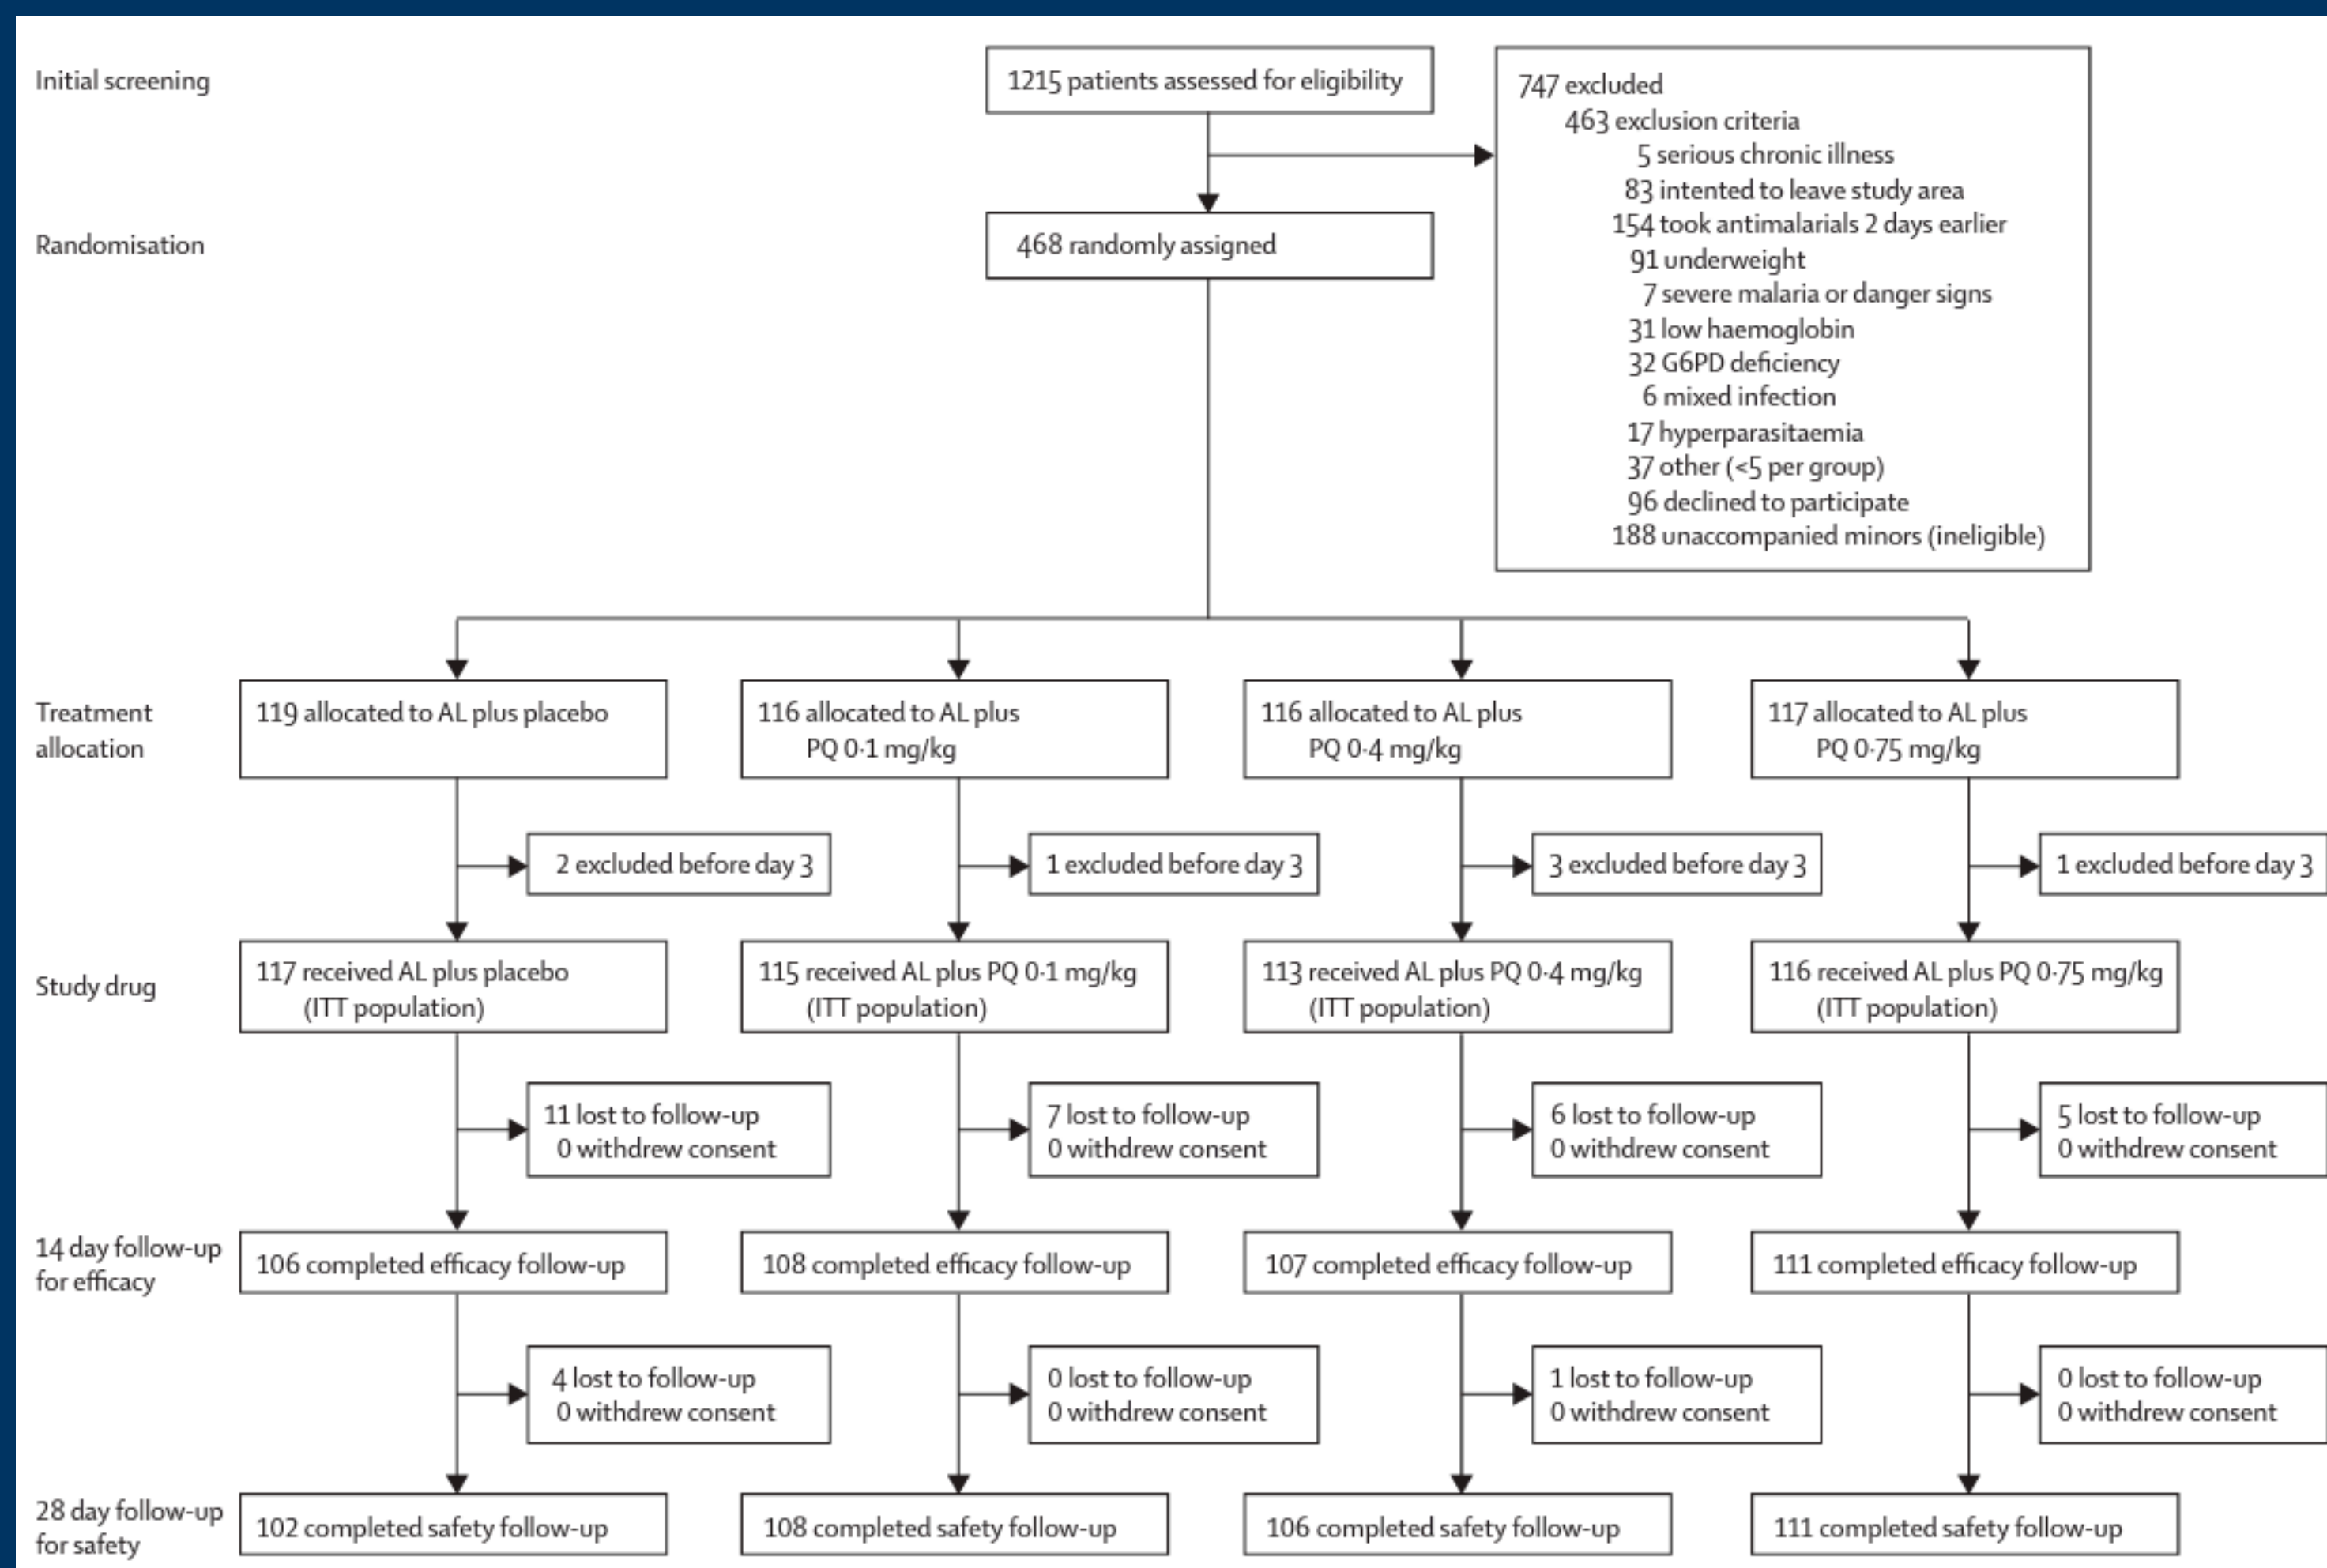 Initial screening
1215 patients assessed for eligibility
747 excluded
463 exclusion criteria
5 serious chronic illness
83 intented to leave study area
154 took antimalarials 2 days earlier
91 underweight
7 severe malaria or danger signs
31 low haemoglobin
32 G6PD deficiency
6 mixed infection
17 hyperparasitaemia
37 other (<5 per group)
96 declined to participate
188 unaccompanied minors (ineligible)
Randomisation
468 randomly assigned
Treatment
allocation
119 allocated to AL plus placebo
116 allocated to AL plus
PQ 0·1 mg/kg
116 allocated to AL plus
PQ 0·4 mg/kg
117 allocated to AL plus
PQ 0·75 mg/kg
2 excluded before day 3
1 excluded before day 3
3 excluded before day 3
1 excluded before day 3
Study drug
117 received AL plus placebo
(ITT population)
115 received AL plus PQ 0·1 mg/kg
(ITT population)
113 received AL plus PQ 0·4 mg/kg
(ITT population)
116 received AL plus PQ 0·75 mg/kg
(ITT population)
11 lost to follow-up
0 withdrew consent
7 lost to follow-up
0 withdrew consent
6 lost to follow-up
0 withdrew consent
5 lost to follow-up
0 withdrew consent
14 day follow-up
for efficacy
106 completed efficacy follow-up
108 completed efficacy follow-up
107 completed efficacy follow-up
111 completed efficacy follow-up
4 lost to follow-up
0 withdrew consent
0 lost to follow-up
0 withdrew consent
1 lost to follow-up
0 withdrew consent
0 lost to follow-up
0 withdrew consent
28 day follow-up
for safety
102 completed safety follow-up
108 completed safety follow-up
106 completed safety follow-up
111 completed safety follow-up